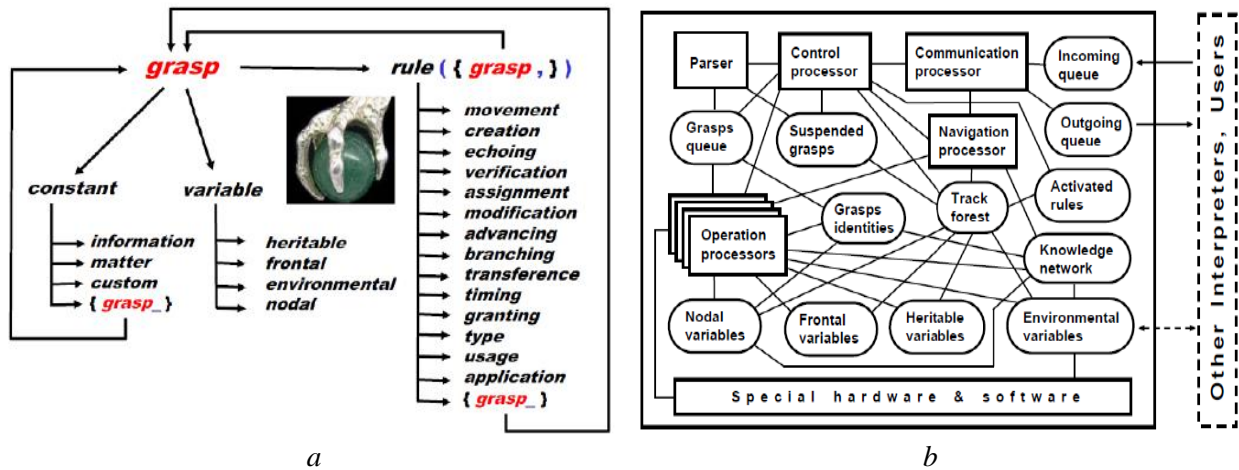 grasp
rule ( { grasp , } )
constant
variable
information
matter
custom
{ grasp_ }
heritable
frontal
environmental
nodal
movement
creation
echoing
verification
assignment
modification
advancing
branching
transference
timing
granting
type
usage
application
{ grasp_ }
a
Parser
Control
processor
Communication
processor
Incoming
queue
Grasps
queue
Suspended
grasps
Navigation
processor
Outgoing
queue
Operation
processors
Grasps
identities
Track
forest
Activated
rules
Knowledge
network
Nodal
variables
Frontal
variables
Heritable
variables
Environmental
variables
Special hardware & software
Other Interpreters, Users
b